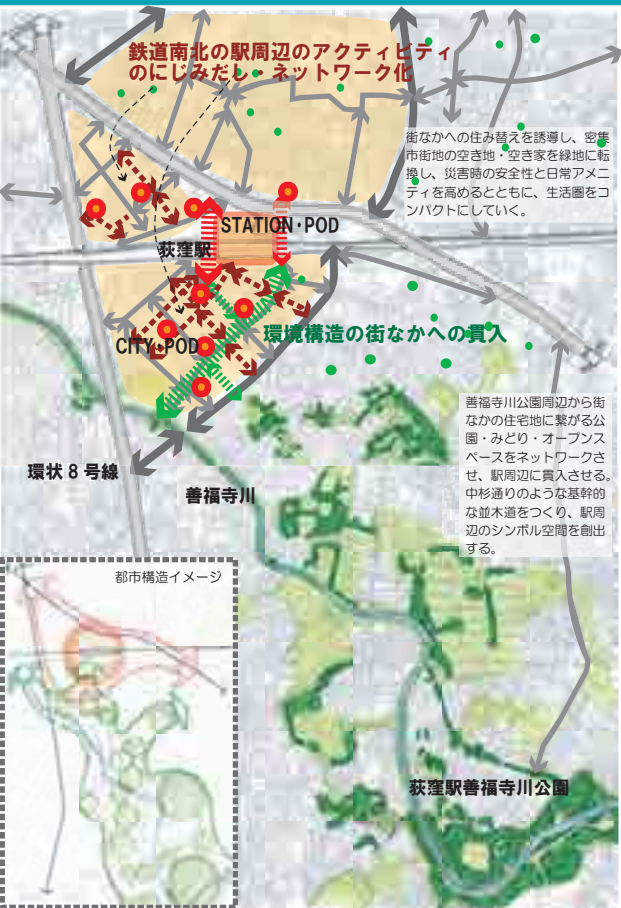 鉄道南北の駅周辺のアクティビティ
のにじみだし・ネットワーク化
街なかへの住み替えを誘導し、密集
市街地の空き地・空き家を緑地に転
換し、災害時の安全性と日常アメニ
ティを高めるとともに、生活圏をコ
ンパクトにしていく。
STATION・POD
荻窪駅
環境構造の街なかへの貫入
CITY・POD
善福寺川公園周辺から街
なかの住宅地に繋がる公
園・みどり・オープンス
ペースをネットワークさ
せ、駅周辺に貫入させる。
中杉通りのような基幹的
な並木道をつくり、駅周
辺のシンボル空間を創出
する。
環状 8 号線
善福寺川
都市構造イメージ
荻窪駅善福寺川公園